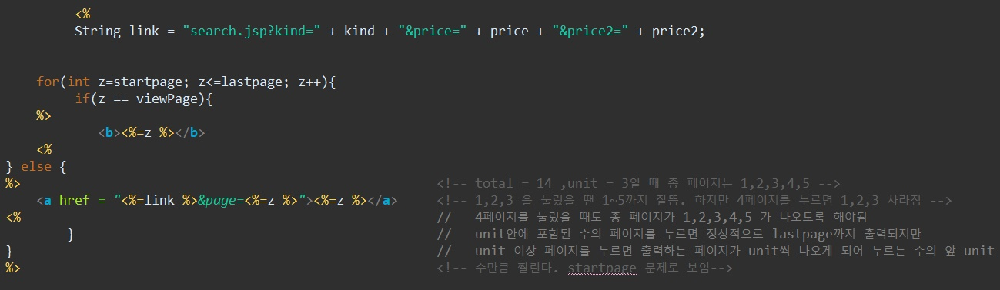 <%
String link = "search.jsp?kind=" + kind + "&price=" + price + "&price2=" + price2;
for(int z=startpage; z<=lastpage; z++){
if(z == viewPage){
%>
<b><%=z %></b>
<%
} else {
%> <!-- total = 14 ,unit = 3일 때 총 페이지는 1,2,3,4,5 -->
<a href = "<%=link %>&page=<%=z %>"><%=z %></a> <!-- 1,2,3 을 눌렀을 땐 1~5까지 잘뜸. 하지만 4페이지를 누르면 1,2,3 사라짐 -->
<% // 4페이지를 눌렀을 때도 총 페이지가 1,2,3,4,5 가 나오도록 해야됨
} // unit안에 포함된 수의 페이지를 누르면 정상적으로 lastpage까지 출력되지만
} // unit 이상 페이지를 누르면 출력하는 페이지가 unit씩 나오게 되어 누르는 수의 앞 unit
%> <!-- 수만큼 짤린다. startpage 문제로 보임-->